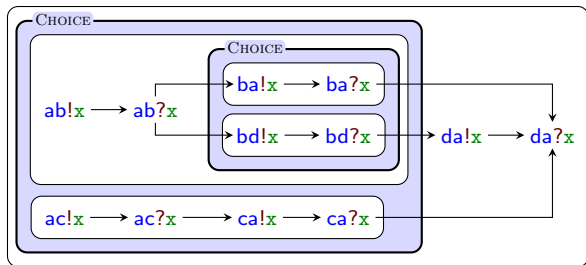 CHOICE
CHOICE
ba!x ba?x
ab!x ab?x
bd!x bd?x da!x da?x
ac!x ac?x ca!x ca?x